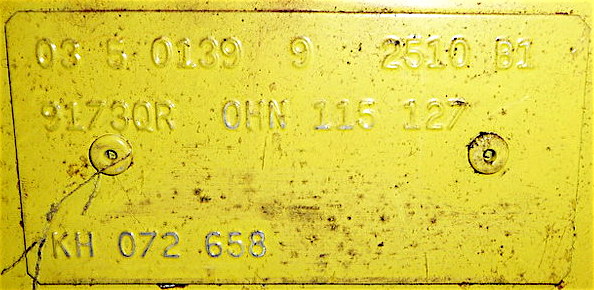 03 5 0139 9 2510 B1
9173QR OHN 115 127
KH 072 658